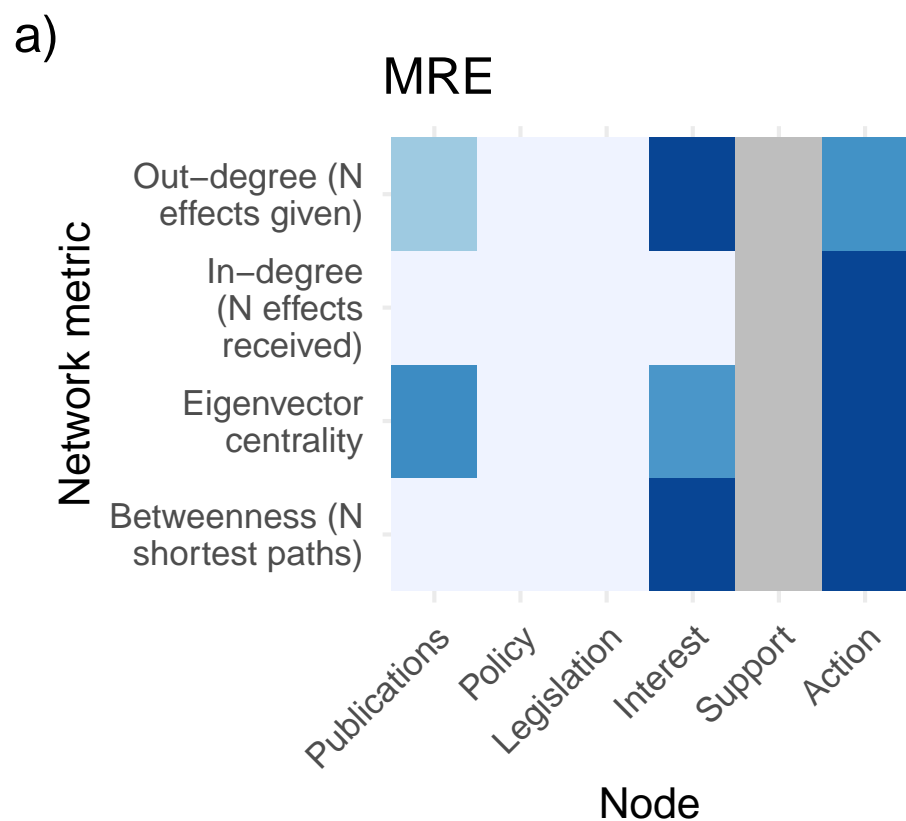 a)
MRE
Network metric
Out−degree (N
effects given)
In−degree
(N effects
received)
Eigenvector
centrality
Betweenness (N
shortest paths)
Publications
Policy
Legislation
Interest
Support
Action
Node